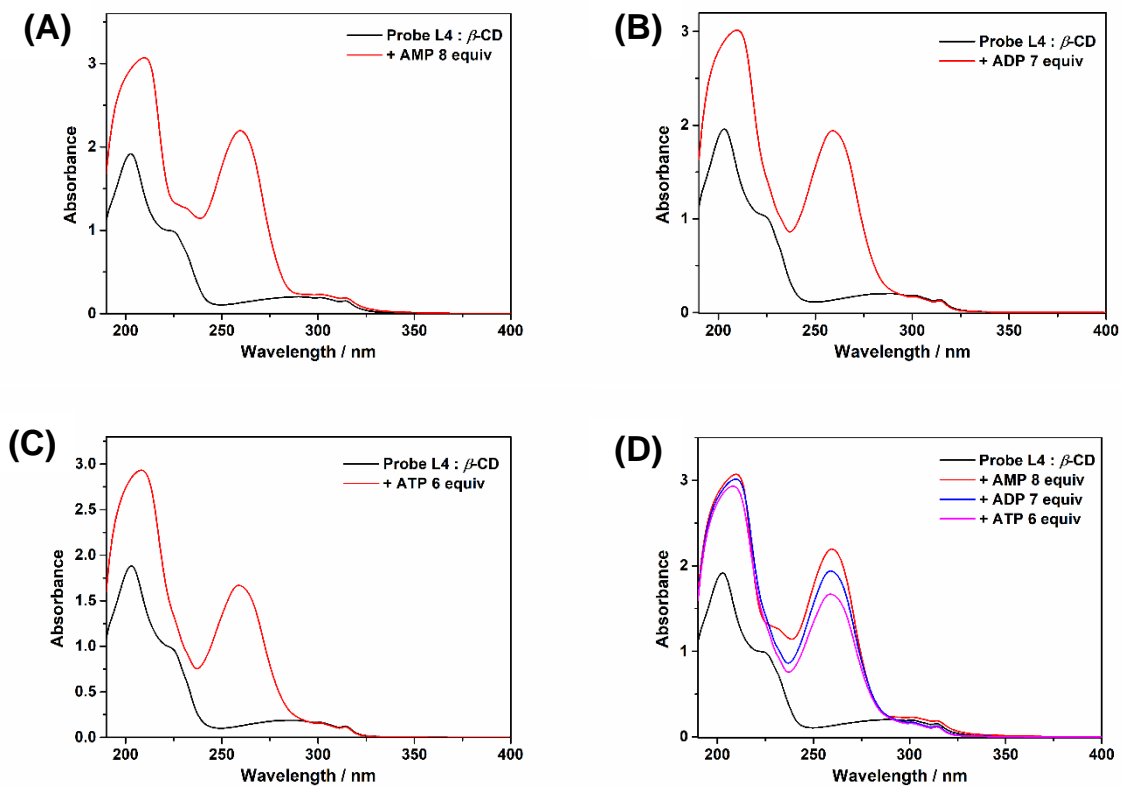 (A)
Probe L4 : β-CD
+ AMP 8 equiv
Absorbance
3
2
1
0
200 250 300 350 400
Wavelength / nm
(B)
Probe L4 : β-CD
+ ADP 7 equiv
Absorbance
3
2
1
0
200 250 300 350 400
Wavelength / nm
(C)
Probe L4 : β-CD
+ ATP 6 equiv
Absorbance
3.0
2.5
2.0
1.5
1.0
0.5
0.0
200 250 300 350 400
Wavelength / nm
(D)
Probe L4 : β-CD
+ AMP 8 equiv
+ ADP 7 equiv
+ ATP 6 equiv
Absorbance
3
2
1
0
200 250 300 350 400
Wavelength / nm